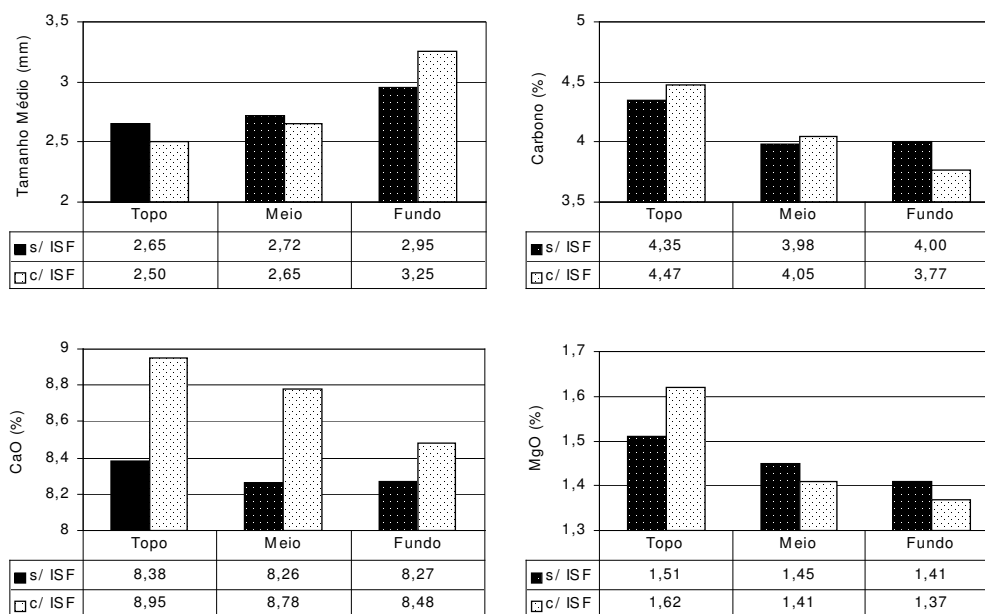 Tamanho Médio (mm)
3,5
3
2,5
2
Topo Meio Fundo
s/ ISF 2,65 2,72 2,95
c/ ISF 2,50 2,65 3,25
Carbono (%)
5
4,5
4
3,5
Topo Meio Fundo
s/ ISF 4,35 3,98 4,00
c/ ISF 4,47 4,05 3,77
CaO (%)
9
8,8
8,6
8,4
8,2
8
Topo Meio Fundo
s/ ISF 8,38 8,26 8,27
c/ ISF 8,95 8,78 8,48
MgO (%)
1,7
1,6
1,5
1,4
1,3
Topo Meio Fundo
s/ ISF 1,51 1,45 1,41
c/ ISF 1,62 1,41 1,37